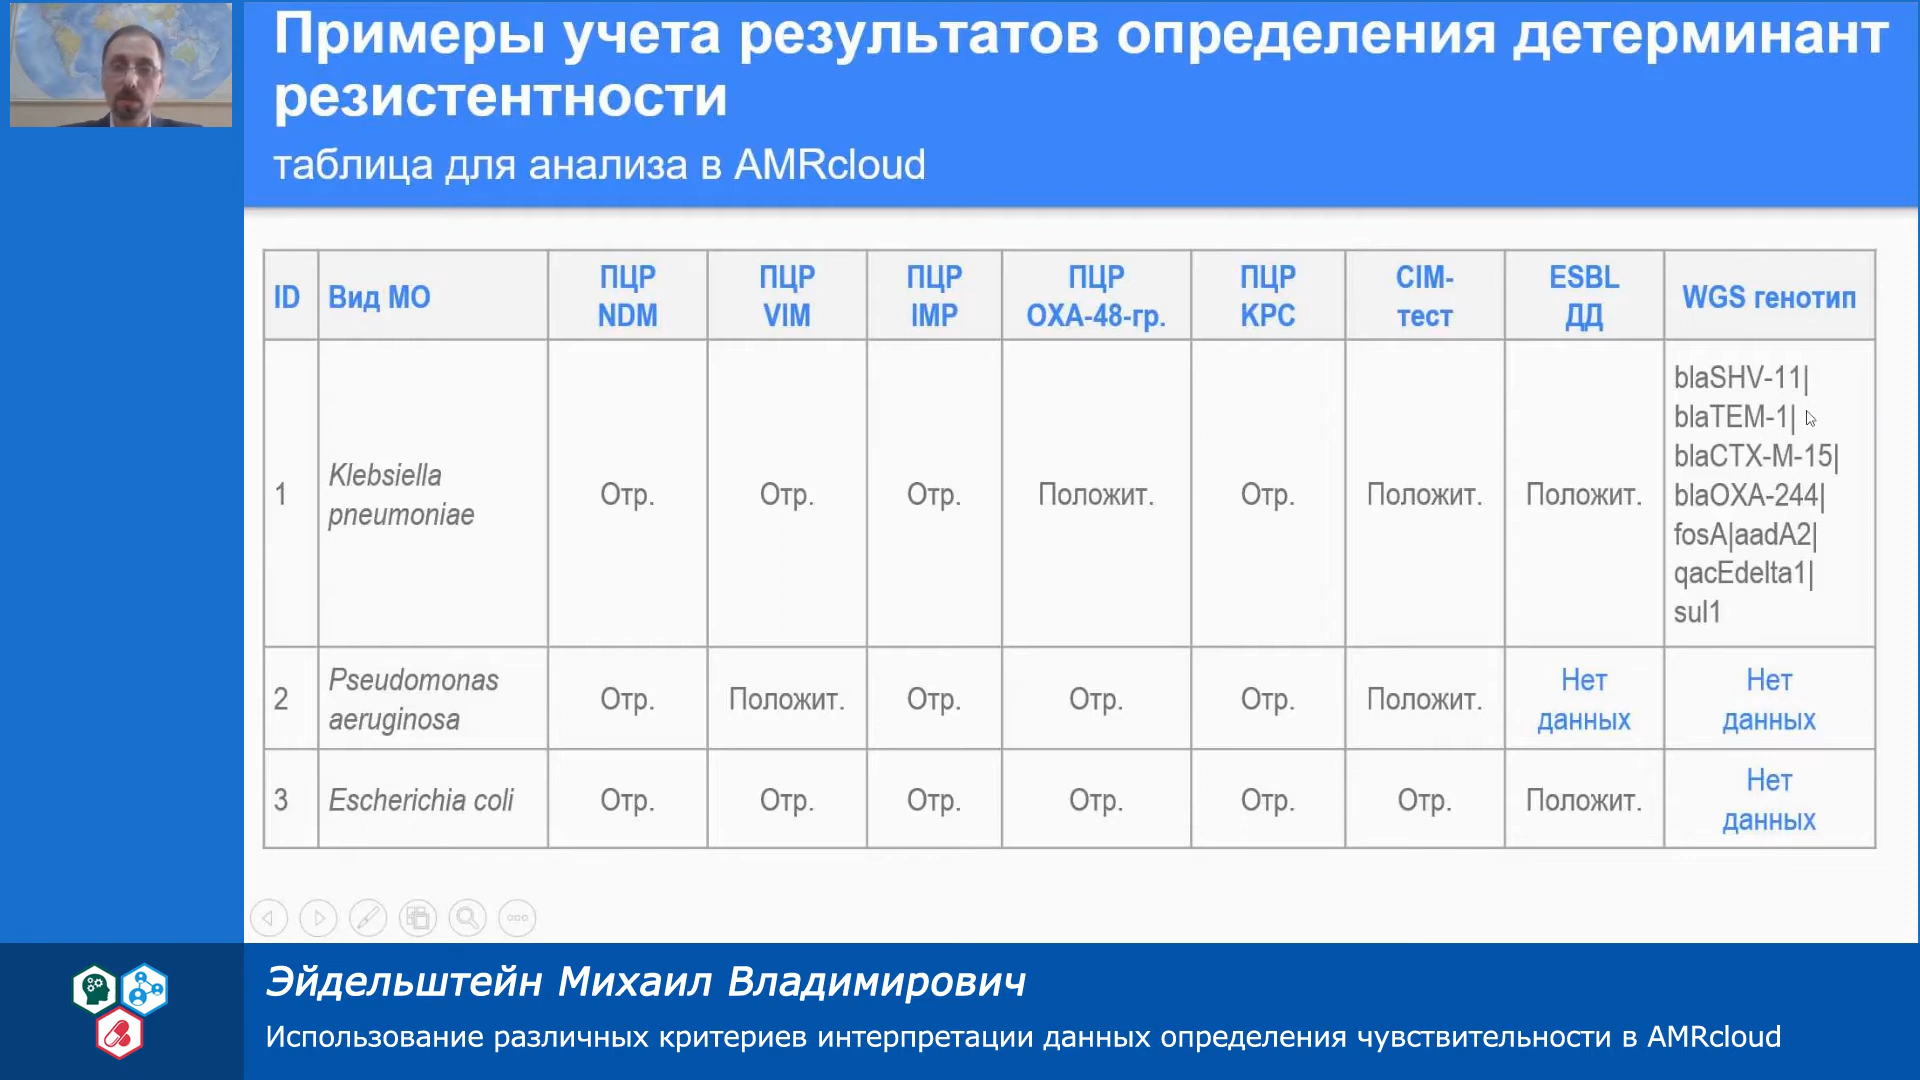 Примеры учета результатов определения детерминант
резистентности
таблица для анализа в AMRcloud
ID
Вид МО
ПЦР
NDM
ПЦР
VIM
ПЦР
IMP
ПЦР
OXA-48-гр.
ПЦР
KPC
CIM-
тест
ESBL
ДД
WGS генотип
1
Klebsiella
pneumoniae
Отр.
Отр.
Отр.
Положит.
Отр.
Положит.
Положит.
blaSHV-11|
blaTEM-1|
blaCTX-M-15|
blaOXA-244|
fosA|aadA2|
qacEdelta1|
sul1
2
Pseudomonas
aeruginosa
Отр.
Положит.
Отр.
Отр.
Отр.
Положит.
Нет
данных
Нет
данных
3
Escherichia coli
Отр.
Отр.
Отр.
Отр.
Отр.
Отр.
Положит.
Нет
данных
Эйдельштейн Михаил Владимирович
Использование различных критериев интерпретации данных определения чувствительности в AMRcloud